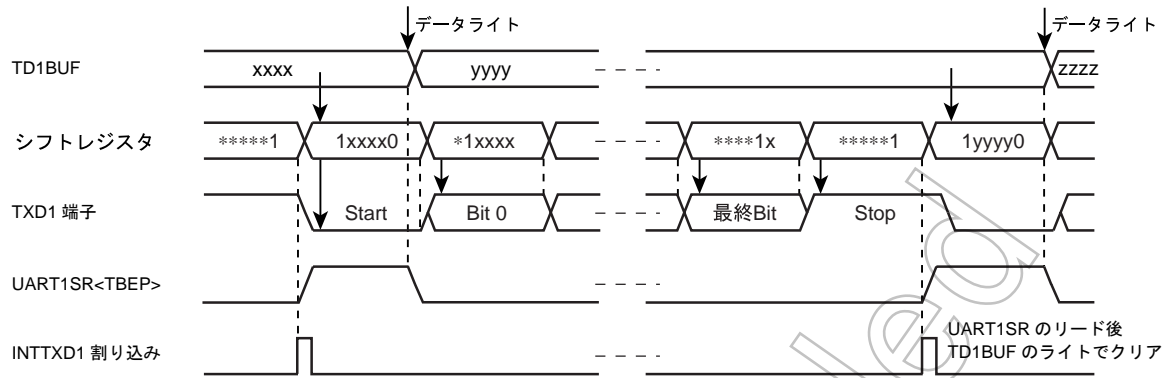 データライト
データライト
TD1BUF
xxxx
yyyy
zzzz
シフトレジスタ
*****1
1xxxx0
*1xxxx
****1x
*****1
1yyyy0
TXD1 端子
Start
Bit 0
最終Bit
Stop
UART1SR<TBEP>
INTTXD1 割り込み
UART1SR のリード後
TD1BUF のライトでクリア